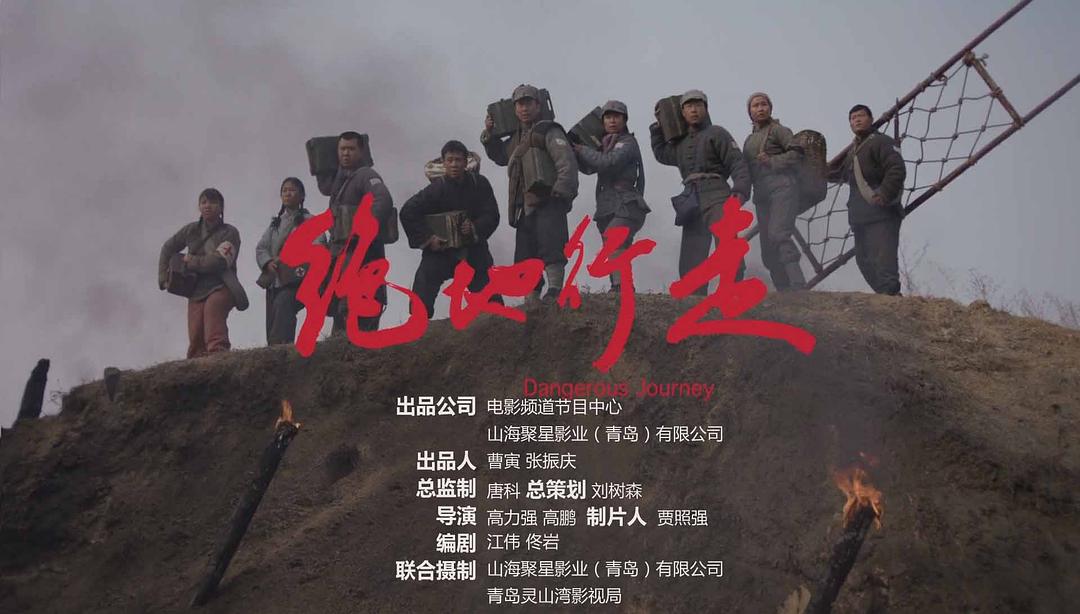 绝地行走
Dangerous Journey
出品公司 电影频道节目中心
山海聚星影业（青岛）有限公司
出品人 曹寅 张振庆
总监制 唐科 总策划 刘树森
导演 高力强 高鹏 制片人 贾照强
编剧 江伟 佟岩
联合摄制 山海聚星影业（青岛）有限公司
青岛灵山湾影视局